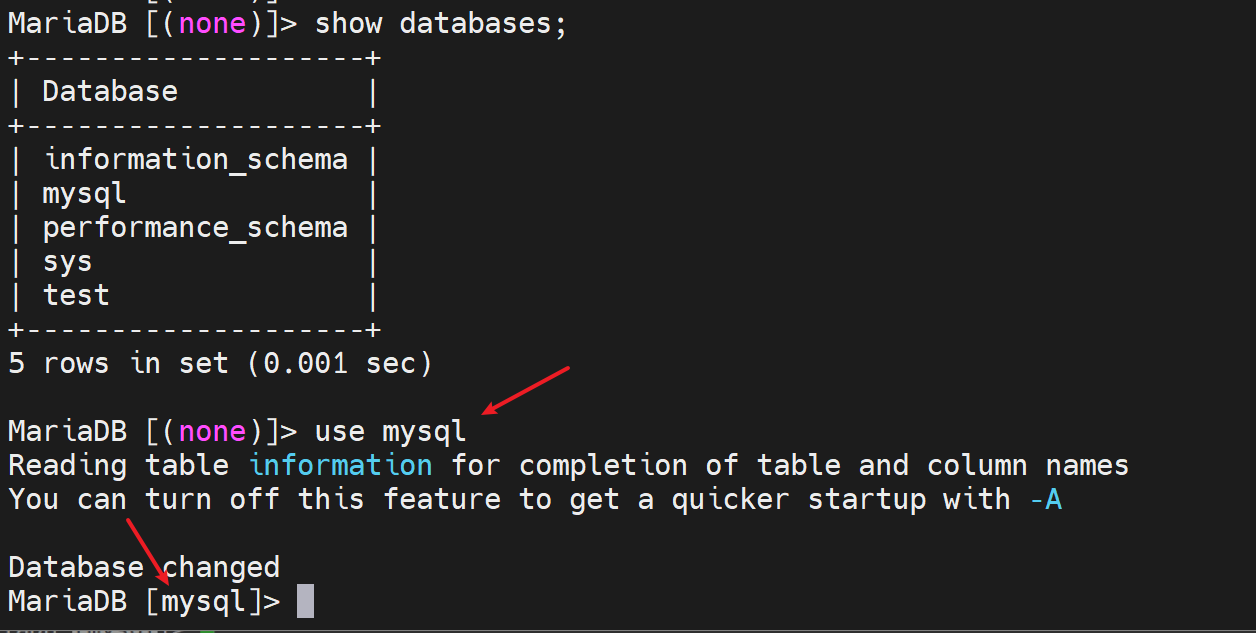 MariaDB [(none)]> show databases;
+--------------------+
| Database           |
+--------------------+
| information_schema |
| mysql              |
| performance_schema |
| sys                |
| test               |
+--------------------+
5 rows in set (0.001 sec)
MariaDB [(none)]> use mysql
Reading table information for completion of table and column names
You can turn off this feature to get a quicker startup with -A
Database changed
MariaDB [mysql]>